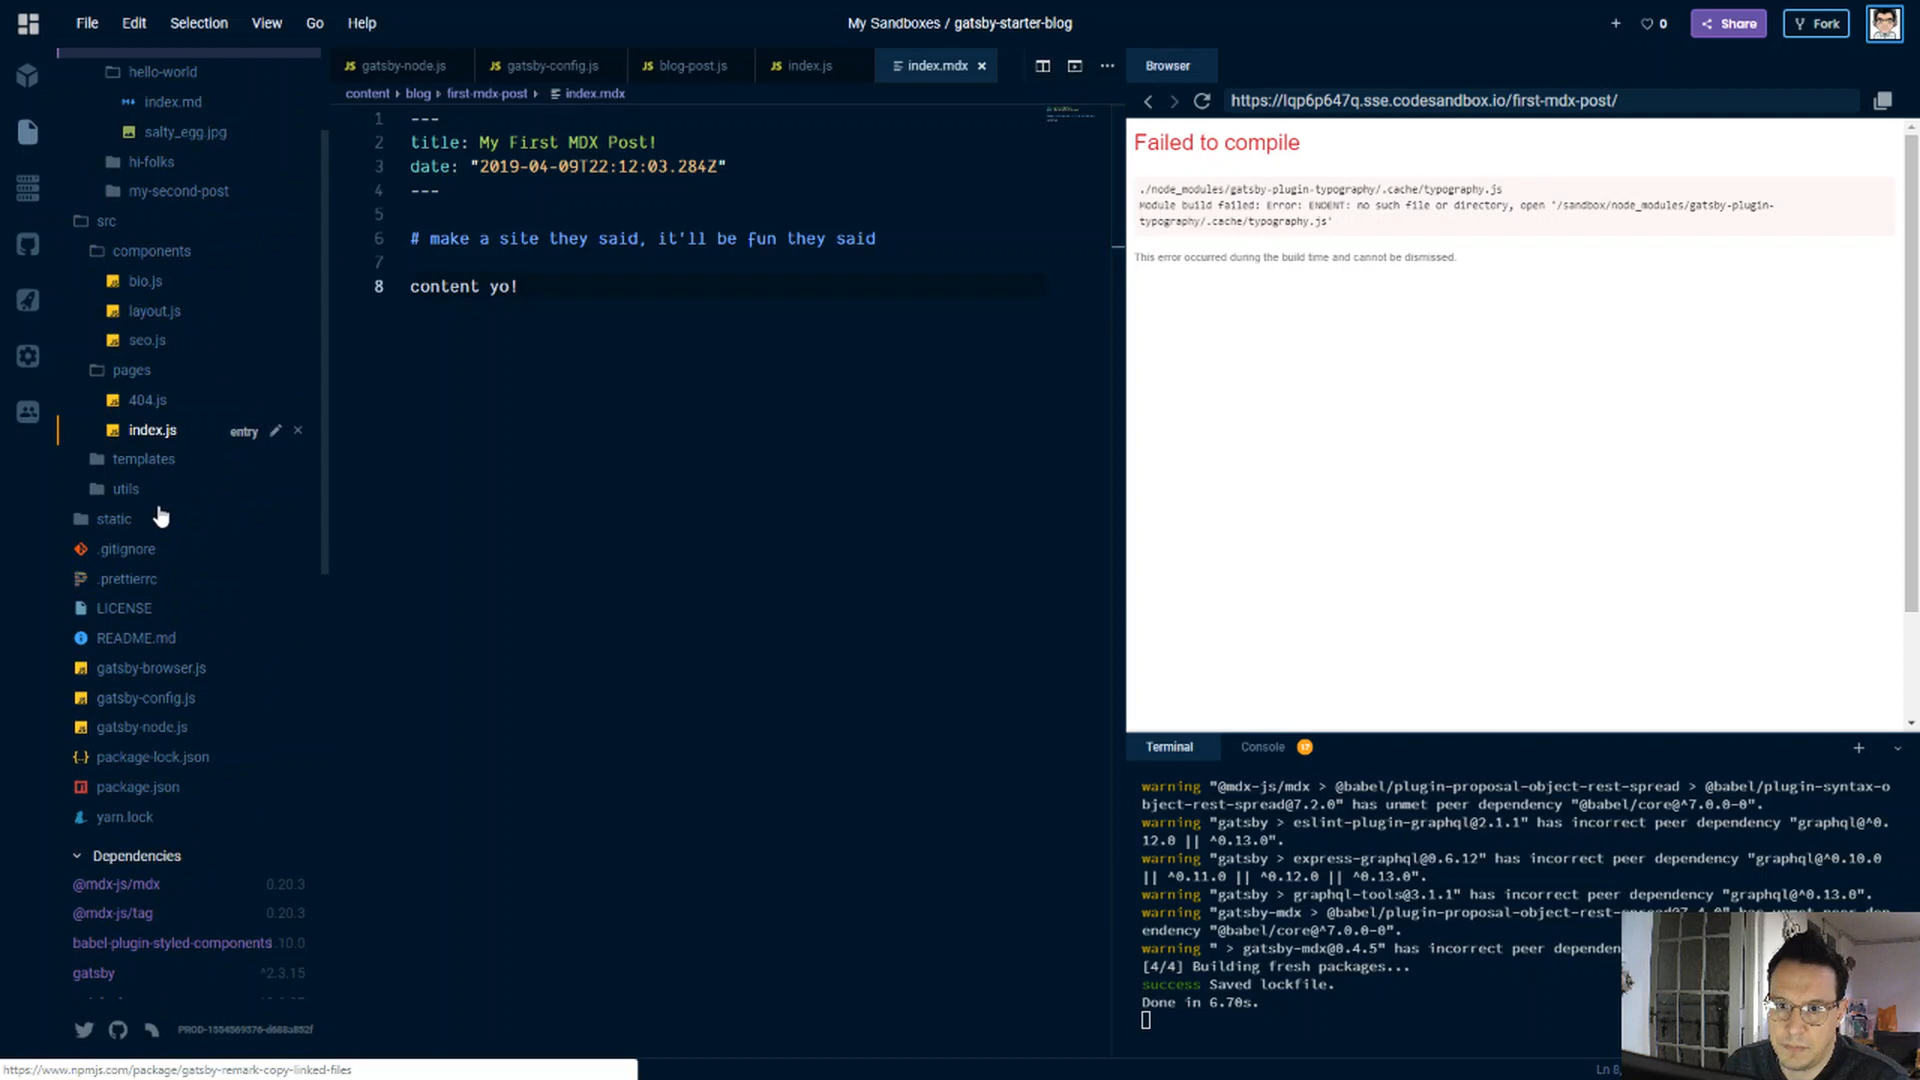 File Edit Selection View Go Help
My Sandboxes / gatsby-starter-blog
0 Share Fork
hello-world
index.md
salty_egg.jpg
hi-folks
my-second-post
src
components
bio.js
layout.js
seo.js
pages
404.js
index.js entry
templates
utils
static
.gitignore
.prettierrc
LICENSE
README.md
gatsby-browser.js
gatsby-config.js
gatsby-node.js
package-lock.json
package.json
yarn.lock
Dependencies
@mdx-js/mdx 0.20.3
@mdx-js/tag 0.20.3
babel-plugin-styled-components 1.10.0
gatsby ^2.3.15
https://www.npmjs.com/package/gatsby-remark-copy-linked-files
gatsby-node.js gatsby-config.js blog-post.js index.js index.mdx
content blog first-mdx-post index.mdx
1 ---
2 title: My First MDX Post!
3 date: "2019-04-09T22:12:03.284Z"
4 ---
5
6 # make a site they said, it'll be fun they said
7
8 content yo!
Browser
https://lqp6p647q.sse.codesandbox.io/first-mdx-post/
Failed to compile
./node_modules/gatsby-plugin-typography/.cache/typography.js
Module build failed: Error: ENOENT: no such file or directory, open '/sandbox/node_modules/gatsby-plugin-
typography/.cache/typography.js'
This error occurred during the build time and cannot be dismissed.
Terminal Console 17
warning "@mdx-js/mdx > @babel/plugin-proposal-object-rest-spread > @babel/plugin-syntax-o
bject-rest-spread@7.2.0" has unmet peer dependency "@babel/core@^7.0.0-0".
warning "gatsby > eslint-plugin-graphql@2.1.1" has incorrect peer dependency "graphql@^0.
12.0 || ^0.13.0".
warning "gatsby > express-graphql@0.6.12" has incorrect peer dependency "graphql@^0.10.0
|| ^0.11.0 || ^0.12.0 || ^0.13.0".
warning "gatsby > graphql-tools@3.1.1" has incorrect peer dependency "graphql@^0.13.0".
warning "gatsby-mdx > @babel/plugin-proposal-object-rest-spread@7.4.0" has unmet peer dep
endency "@babel/core@^7.0.0-0".
warning " > gatsby-mdx@0.4.5" has incorrect peer dependen
[4/4] Building fresh packages...
success Saved lockfile.
Done in 6.70s.
Ln 8,